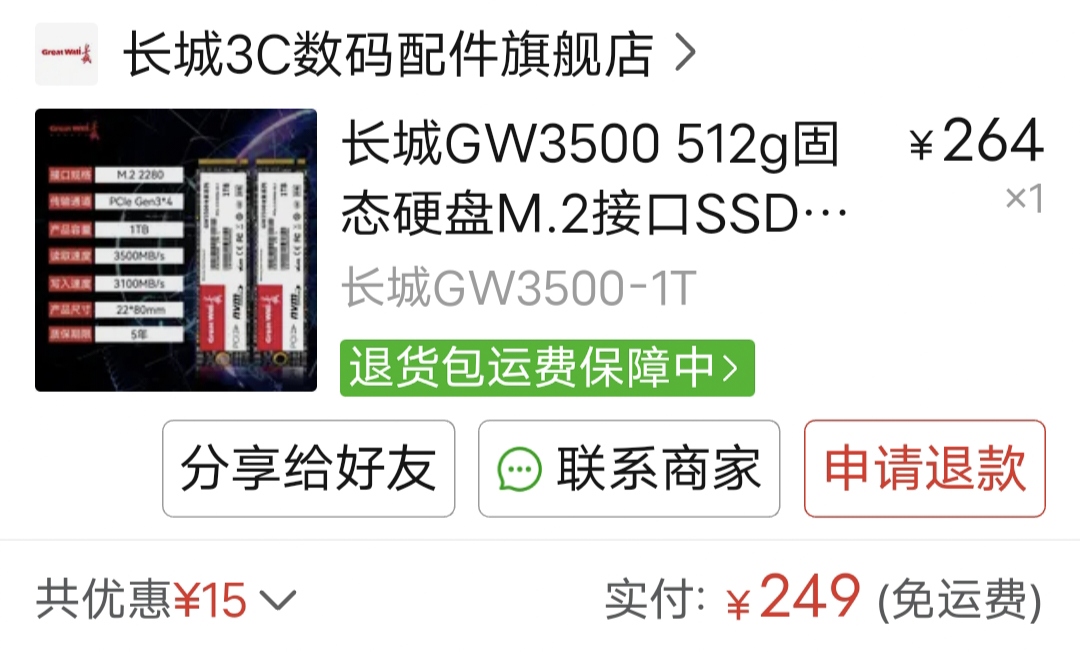 Great Wall
长城3C数码配件旗舰店
Great Wall
接口规格 M.2 2280
传输通道 PCIe Gen3*4
产品容量 1TB
读取速度 3500MB/s
写入速度 3100MB/s
产品尺寸 22*80mm
质保期限 5年
长城GW3500 512g固
态硬盘M.2接口SSD…
¥264
×1
长城GW3500-1T
退货包运费保障中
分享给好友
联系商家
申请退款
共优惠¥15
实付: ¥249 (免运费)